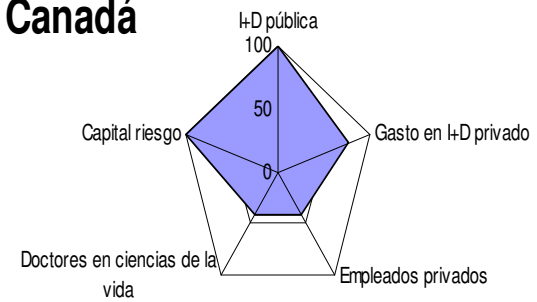 Canadá
I+D pública
100
50
0
Capital riesgo
Gasto en I+D privado
Doctores en ciencias de la
vida
Empleados privados